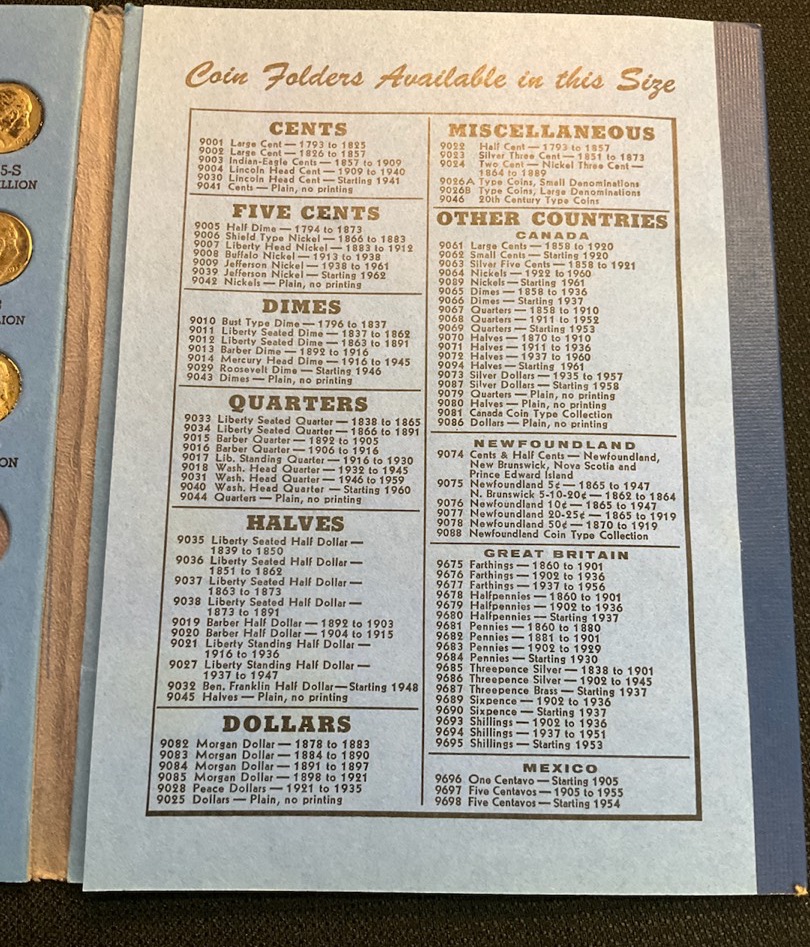 5-S
LLION
LION
ON
Coin Folders Available in this Size
CENTS
9001 Large Cent — 1793 to 1825
9002 Large Cent — 1826 to 1857
9003 Indian-Eagle Cents — 1857 to 1909
9004 Lincoln Head Cent — 1909 to 1940
9030 Lincoln Head Cent — Starting 1941
9041 Cents — Plain, no printing
FIVE CENTS
9005 Half Dime — 1794 to 1873
9006 Shield Type Nickel — 1866 to 1883
9007 Liberty Head Nickel — 1883 to 1912
9008 Buffalo Nickel — 1913 to 1938
9009 Jefferson Nickel — 1938 to 1961
9039 Jefferson Nickel — Starting 1962
9042 Nickels — Plain, no printing
DIMES
9010 Bust Type Dime — 1796 to 1837
9011 Liberty Seated Dime — 1837 to 1862
9012 Liberty Seated Dime — 1863 to 1891
9013 Barber Dime — 1892 to 1916
9014 Mercury Head Dime — 1916 to 1945
9029 Roosevelt Dime — Starting 1946
9043 Dimes — Plain, no printing
QUARTERS
9033 Liberty Seated Quarter — 1838 to 1865
9034 Liberty Seated Quarter — 1866 to 1891
9015 Barber Quarter — 1892 to 1905
9016 Barber Quarter — 1906 to 1916
9017 Lib. Standing Quarter — 1916 to 1930
9018 Wash. Head Quarter — 1932 to 1945
9031 Wash. Head Quarter — 1946 to 1959
9040 Wash. Head Quarter — Starting 1960
9044 Quarters — Plain, no printing
HALVES
9035 Liberty Seated Half Dollar —
1839 to 1850
9036 Liberty Seated Half Dollar —
1851 to 1862
9037 Liberty Seated Half Dollar —
1863 to 1873
9038 Liberty Seated Half Dollar —
1873 to 1891
9019 Barber Half Dollar — 1892 to 1903
9020 Barber Half Dollar — 1904 to 1915
9021 Liberty Standing Half Dollar —
1916 to 1936
9027 Liberty Standing Half Dollar —
1937 to 1947
9032 Ben. Franklin Half Dollar — Starting 1948
9045 Halves — Plain, no printing
DOLLARS
9082 Morgan Dollar — 1878 to 1883
9083 Morgan Dollar — 1884 to 1890
9084 Morgan Dollar — 1891 to 1897
9085 Morgan Dollar — 1898 to 1921
9028 Peace Dollars — 1921 to 1935
9025 Dollars — Plain, no printing
MISCELLANEOUS
9022 Half Cent — 1793 to 1857
9023 Silver Three Cent — 1851 to 1873
9024 Two Cent — Nickel Three Cent —
1864 to 1889
9026A Type Coins, Small Denominations
9026B Type Coins, Large Denominations
9046 20th Century Type Coins
OTHER COUNTRIES
CANADA
9061 Large Cents — 1858 to 1920
9062 Small Cents — Starting 1920
9063 Silver Five Cents — 1858 to 1921
9064 Nickels — 1922 to 1960
9089 Nickels — Starting 1961
9065 Dimes — 1858 to 1936
9066 Dimes — Starting 1937
9067 Quarters — 1858 to 1910
9068 Quarters — 1911 to 1952
9069 Quarters — Starting 1953
9070 Halves — 1870 to 1910
9071 Halves — 1911 to 1936
9072 Halves — 1937 to 1960
9094 Halves — Starting 1961
9073 Silver Dollars — 1935 to 1957
9087 Silver Dollars — Starting 1958
9079 Quarters — Plain, no printing
9080 Halves — Plain, no printing
9081 Canada Coin Type Collection
9086 Dollars — Plain, no printing
NEWFOUNDLAND
9074 Cents & Half Cents — Newfoundland,
New Brunswick, Nova Scotia and
Prince Edward Island
9075 Newfoundland 5¢ — 1865 to 1947
N. Brunswick 5-10-20¢ — 1862 to 1864
9076 Newfoundland 10¢ — 1865 to 1947
9077 Newfoundland 20-25¢ — 1865 to 1919
9078 Newfoundland 50¢ — 1870 to 1919
9088 Newfoundland Coin Type Collection
GREAT BRITAIN
9675 Farthings — 1860 to 1901
9676 Farthings — 1902 to 1936
9677 Farthings — 1937 to 1956
9678 Halfpennies — 1860 to 1901
9679 Halfpennies — 1902 to 1936
9680 Halfpennies — Starting 1937
9681 Pennies — 1860 to 1880
9682 Pennies — 1881 to 1901
9683 Pennies — 1902 to 1929
9684 Pennies — Starting 1930
9685 Threepence Silver — 1838 to 1901
9686 Threepence Silver — 1902 to 1945
9687 Threepence Brass — Starting 1937
9689 Sixpence — 1902 to 1936
9690 Sixpence — Starting 1937
9693 Shillings — 1902 to 1936
9694 Shillings — 1937 to 1951
9695 Shillings — Starting 1953
MEXICO
9696 One Centavo — Starting 1905
9697 Five Centavos — 1905 to 1955
9698 Five Centavos — Starting 1954